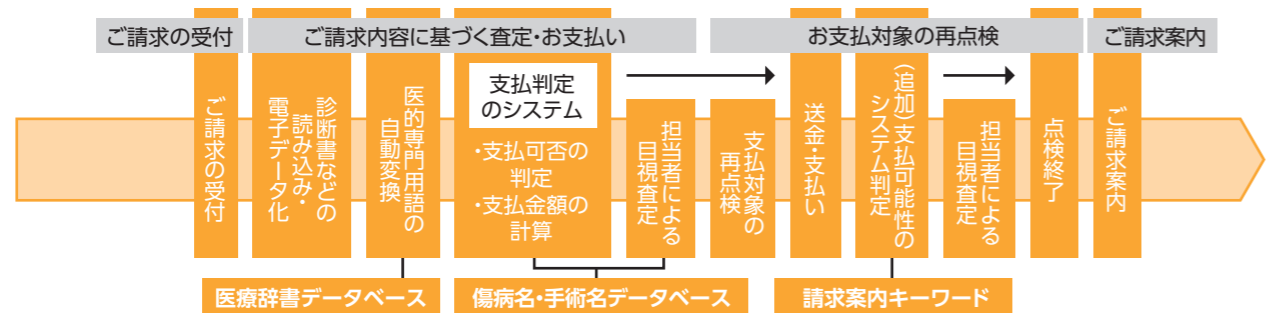 ご請求の受付
ご請求内容に基づく査定・お支払い
お支払対象の再点検
ご請求案内
ご請求の受付
診断書などの
読み込み・
電子データ化
医的専門用語の
自動変換
支払判定
のシステム
・支払可否の
判定
・支払金額の
計算
担当者による
目視査定
支払対象の
再点検
送金・支払い
（追加）支払可能性の
システム判定
担当者による
目視査定
点検終了
ご請求案内
医療辞書データベース
傷病名・手術名データベース
請求案内キーワード